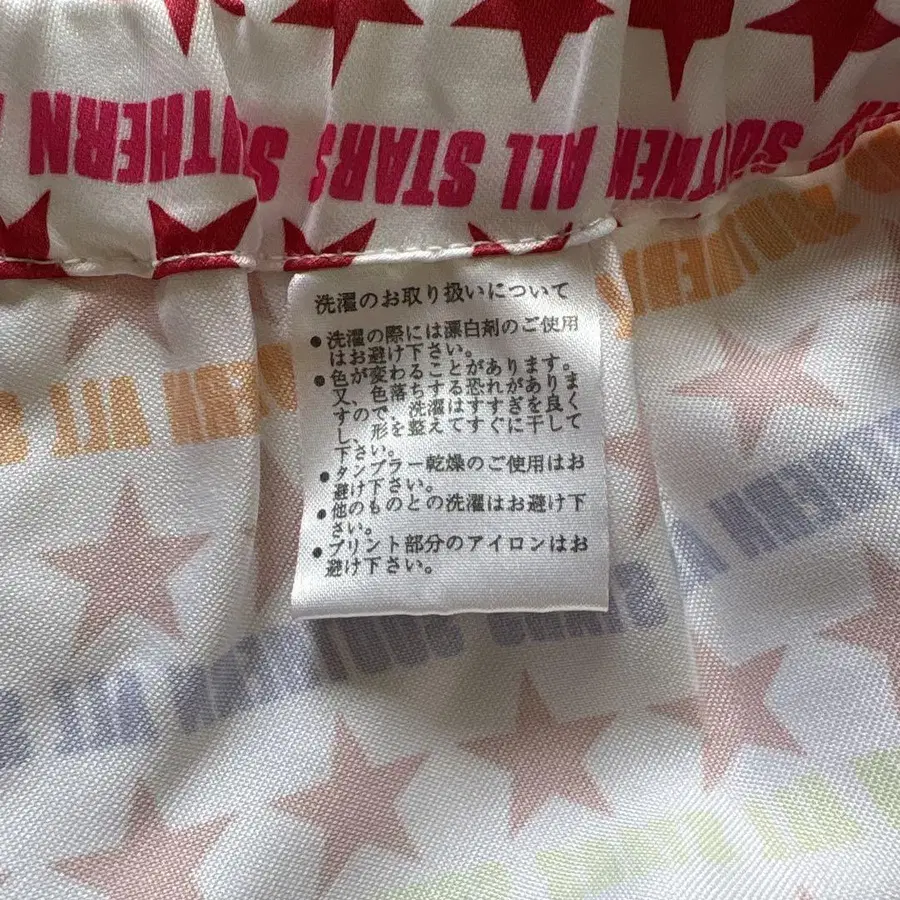 SOUTHERN ALL STARS SOUTHERN
洗濯のお取り扱いについて
●洗濯の際には漂白剤のご使用
はお避け下さい。
●色が変わることがあります。
又、色落ちする恐れがありま
すので、洗濯はすすぎを良く
し、形を整えてすぐに干して
下さい。
●タンブラー乾燥のご使用はお
避け下さい。
●他のものとの洗濯はお避け下
さい。
●プリント部分のアイロンはお
避け下さい。